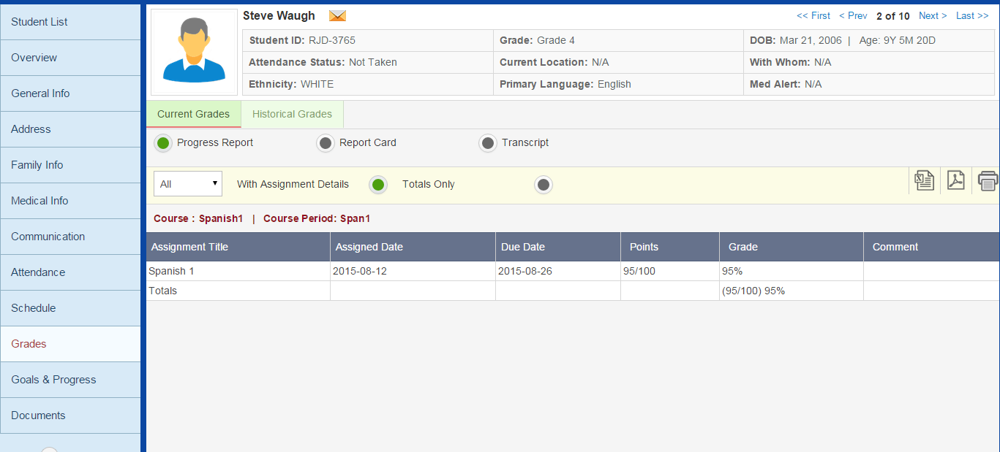 Student List
Overview
General Info
Address
Family Info
Medical Info
Communication
Attendance
Schedule
Grades
Goals & Progress
Documents
Steve Waugh
<< First < Prev 2 of 10 Next > Last >>
Student ID: RJD-3765 Grade: Grade 4 DOB: Mar 21, 2006 | Age: 9Y 5M 20D
Attendance Status: Not Taken Current Location: N/A With Whom: N/A
Ethnicity: WHITE Primary Language: English Med Alert: N/A
Current Grades Historical Grades
Progress Report Report Card Transcript
All With Assignment Details Totals Only
Course : Spanish1 | Course Period: Span1
Assignment Title Assigned Date Due Date Points Grade Comment
Spanish 1 2015-08-12 2015-08-26 95/100 95%
Totals (95/100) 95%